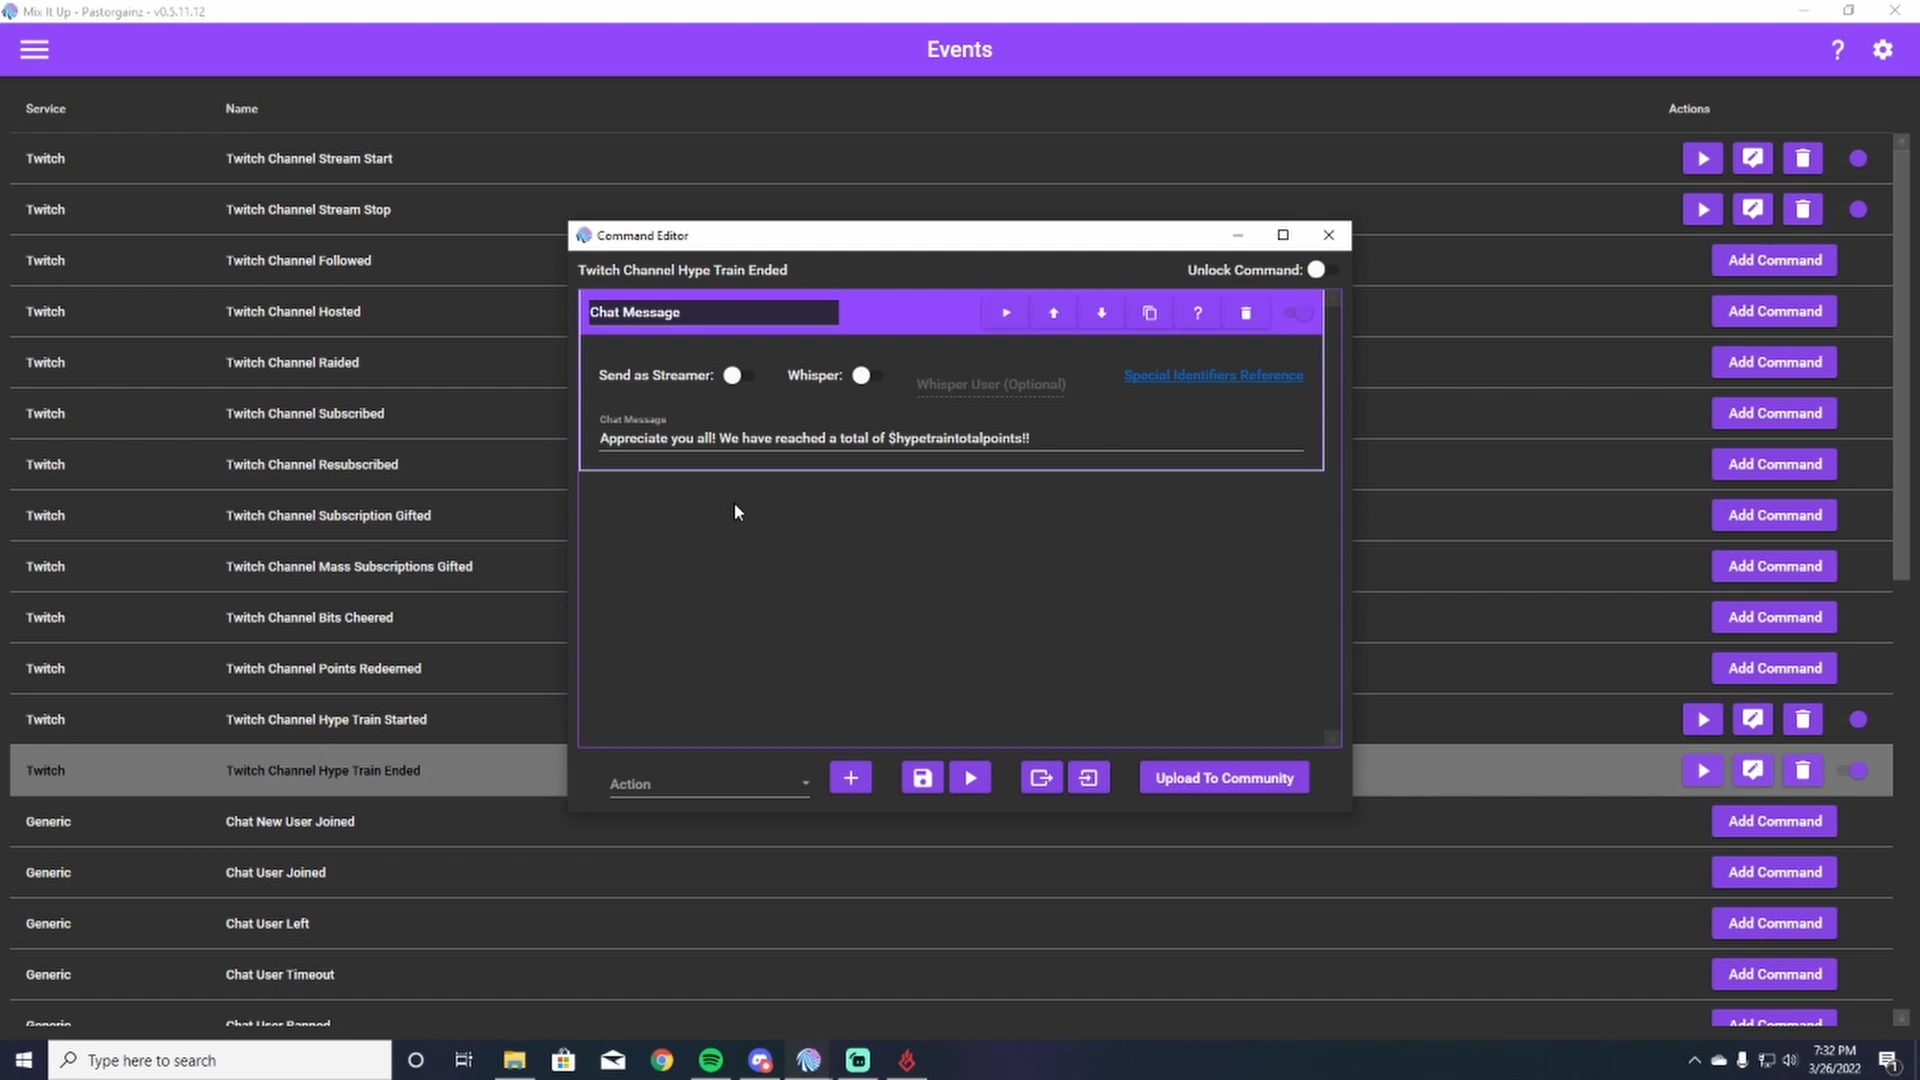 Mix It Up - Pastorgainz - v0.5.11.12
Events
?
Service Name Actions
Twitch Twitch Channel Stream Start
Twitch Twitch Channel Stream Stop
Twitch Twitch Channel Followed Add Command
Twitch Twitch Channel Hosted Add Command
Twitch Twitch Channel Raided Add Command
Twitch Twitch Channel Subscribed Add Command
Twitch Twitch Channel Resubscribed Add Command
Twitch Twitch Channel Subscription Gifted Add Command
Twitch Twitch Channel Mass Subscriptions Gifted Add Command
Twitch Twitch Channel Bits Cheered Add Command
Twitch Twitch Channel Points Redeemed Add Command
Twitch Twitch Channel Hype Train Started
Twitch Twitch Channel Hype Train Ended
Generic Chat New User Joined Add Command
Generic Chat User Joined Add Command
Generic Chat User Left Add Command
Generic Chat User Timeout Add Command
Generic Chat User Banned Add Command
Command Editor
Twitch Channel Hype Train Ended Unlock Command:
Chat Message ?
Send as Streamer: Whisper: Whisper User (Optional) Special Identifiers Reference
Chat Message
Appreciate you all! We have reached a total of $hypetraintotalpoints!!
Action Upload To Community
Type here to search
7:32 PM
3/26/2022
1